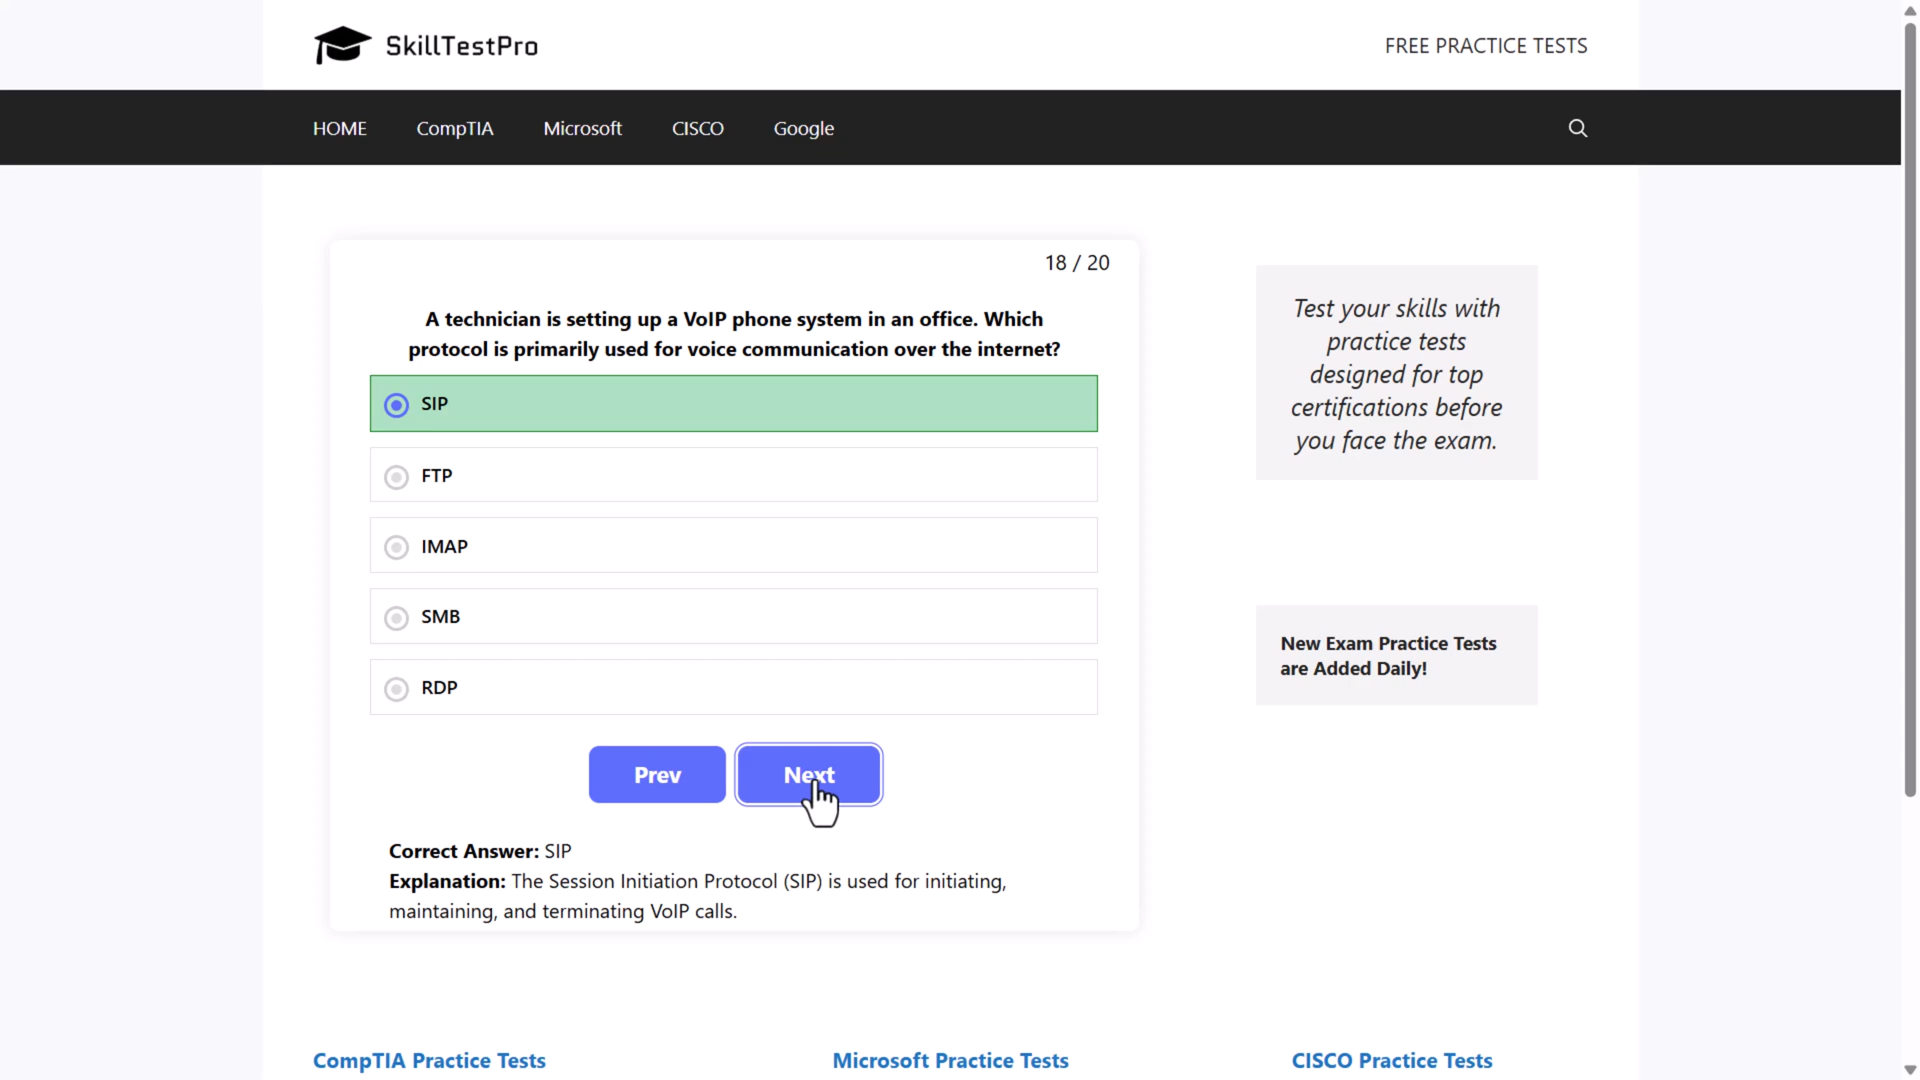 SkillTestPro
FREE PRACTICE TESTS
HOME CompTIA Microsoft CISCO Google
18 / 20
A technician is setting up a VoIP phone system in an office. Which
protocol is primarily used for voice communication over the internet?
SIP
FTP
IMAP
SMB
RDP
Prev Next
Correct Answer: SIP
Explanation: The Session Initiation Protocol (SIP) is used for initiating,
maintaining, and terminating VoIP calls.
Test your skills with
practice tests
designed for top
certifications before
you face the exam.
New Exam Practice Tests
are Added Daily!
CompTIA Practice Tests Microsoft Practice Tests CISCO Practice Tests